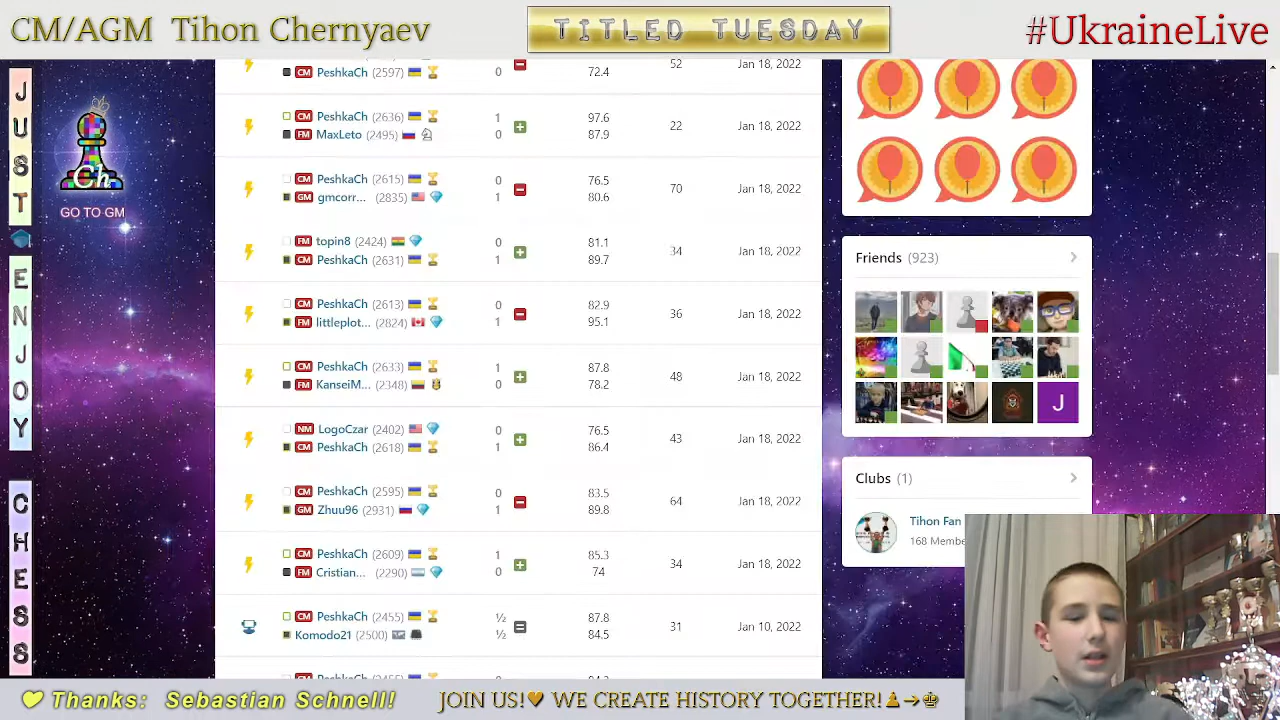 CM/AGM Tihon Chernyaev
TITLED TUESDAY
#UkraineLive
JUST
ENJOY
CHESS
Ch
GO TO GM
CM PeshkaCh (2597) 0 72.4 52 Jan 18, 2022
CM PeshkaCh (2636) 1 97.6
FM MaxLeto (2495) 0 87.9
22 Jan 18, 2022
CM PeshkaCh (2615) 0 76.5
GM gmcorr... (2835) 1 80.6
70 Jan 18, 2022
FM topin8 (2424) 0 81.1
CM PeshkaCh (2631) 1 89.7
34 Jan 18, 2022
CM PeshkaCh (2613) 0 82.9
FM littleplot... (2824) 1 95.1
36 Jan 18, 2022
CM PeshkaCh (2633) 1 87.8
FM KanseiM... (2348) 0 78.2
48 Jan 18, 2022
NM LogoCzar (2402) 0 76.5
CM PeshkaCh (2618) 1 86.4
43 Jan 18, 2022
CM PeshkaCh (2595) 0 83.5
GM Zhuu96 (2931) 1 89.8
64 Jan 18, 2022
CM PeshkaCh (2609) 1 85.3
FM Cristian... (2290) 0 74
34 Jan 18, 2022
CM PeshkaCh (2455) ½ 87.8
Komodo21 (2500) ½ 84.5
31 Jan 10, 2022
Friends (923)
J
Clubs (1)
Tihon Fan
168 Membe
Thanks: Sebastian Schnell!
JOIN US! WE CREATE HISTORY TOGETHER!